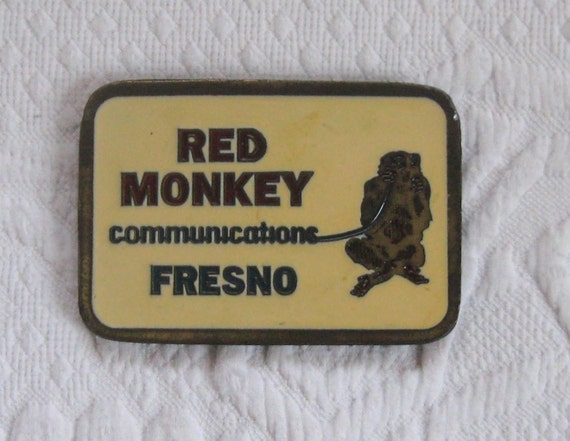 RED
MONKEY
communications
FRESNO